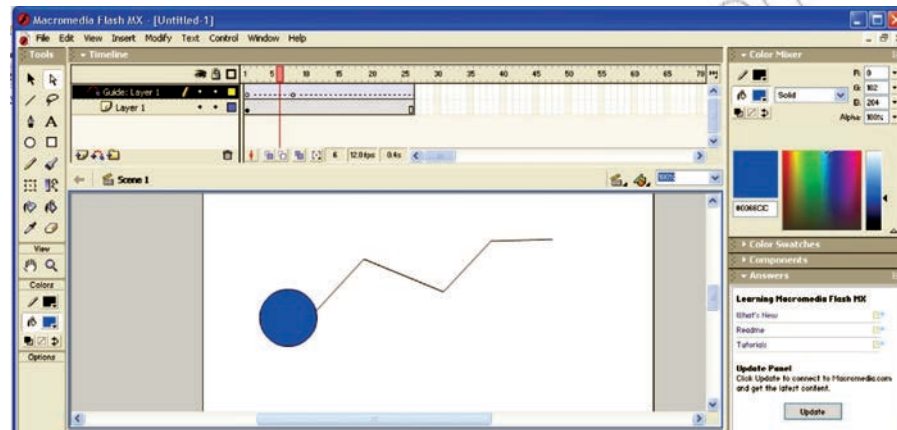 Macromedia Flash MX - [Untitled-1]
File Edit View Insert Modify Text Control Window Help
Tools
Timeline
1 5 10 15 20 25 30 35 40 45 50 55 60 65 70
Guide: Layer 1
Layer 1
6 12.0 fps 0.4s
Scene 1
100%
View
Colors
Options
Color Mixer
Solid
R: 0
G: 102
B: 204
Alpha: 100%
#0066CC
Color Swatches
Components
Answers
Learning Macromedia Flash MX
What's New
Readme
Tutorials
Update Panel
Click Update to connect to Macromedia.com
and get the latest content.
Update